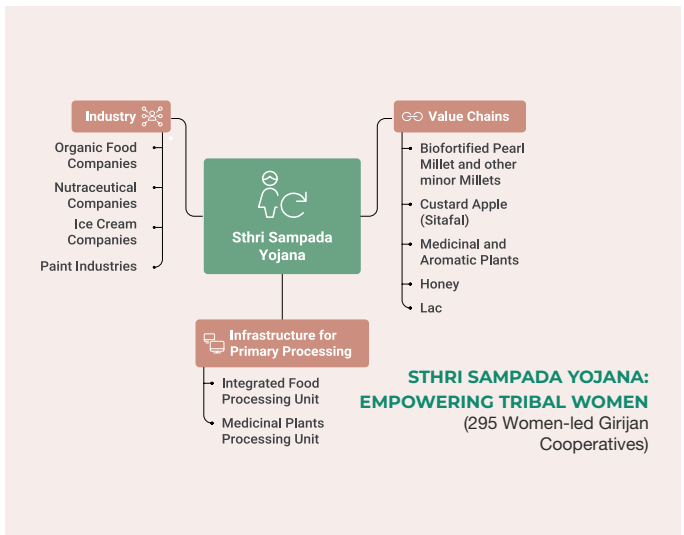 Industry
Organic Food
Companies
Nutraceutical
Companies
Ice Cream
Companies
Paint Industries
Sthri Sampada
Yojana
Value Chains
Biofortified Pearl
Millet and other
minor Millets
Custard Apple
(Sitafal)
Medicinal and
Aromatic Plants
Honey
Lac
Infrastructure for
Primary Processing
Integrated Food
Processing Unit
Medicinal Plants
Processing Unit
STHRI SAMPADA YOJANA:
EMPOWERING TRIBAL WOMEN
(295 Women-led Girijan
Cooperatives)